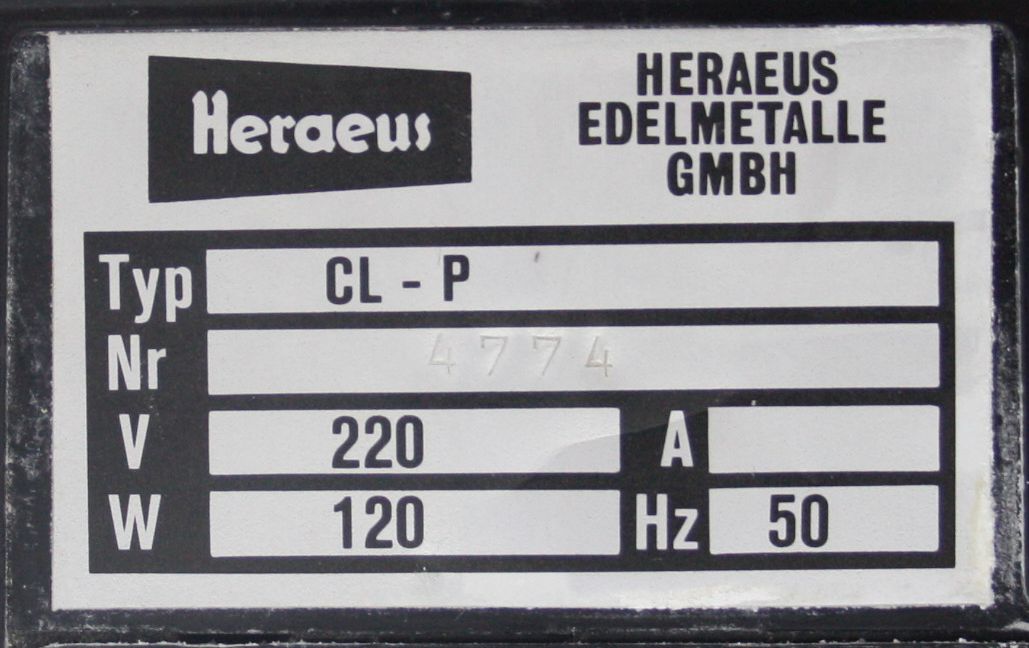 Heraeus
HERAEUS
EDELMETALLE
GMBH
Typ CL - P
Nr 4774
V 220 A
W 120 Hz 50